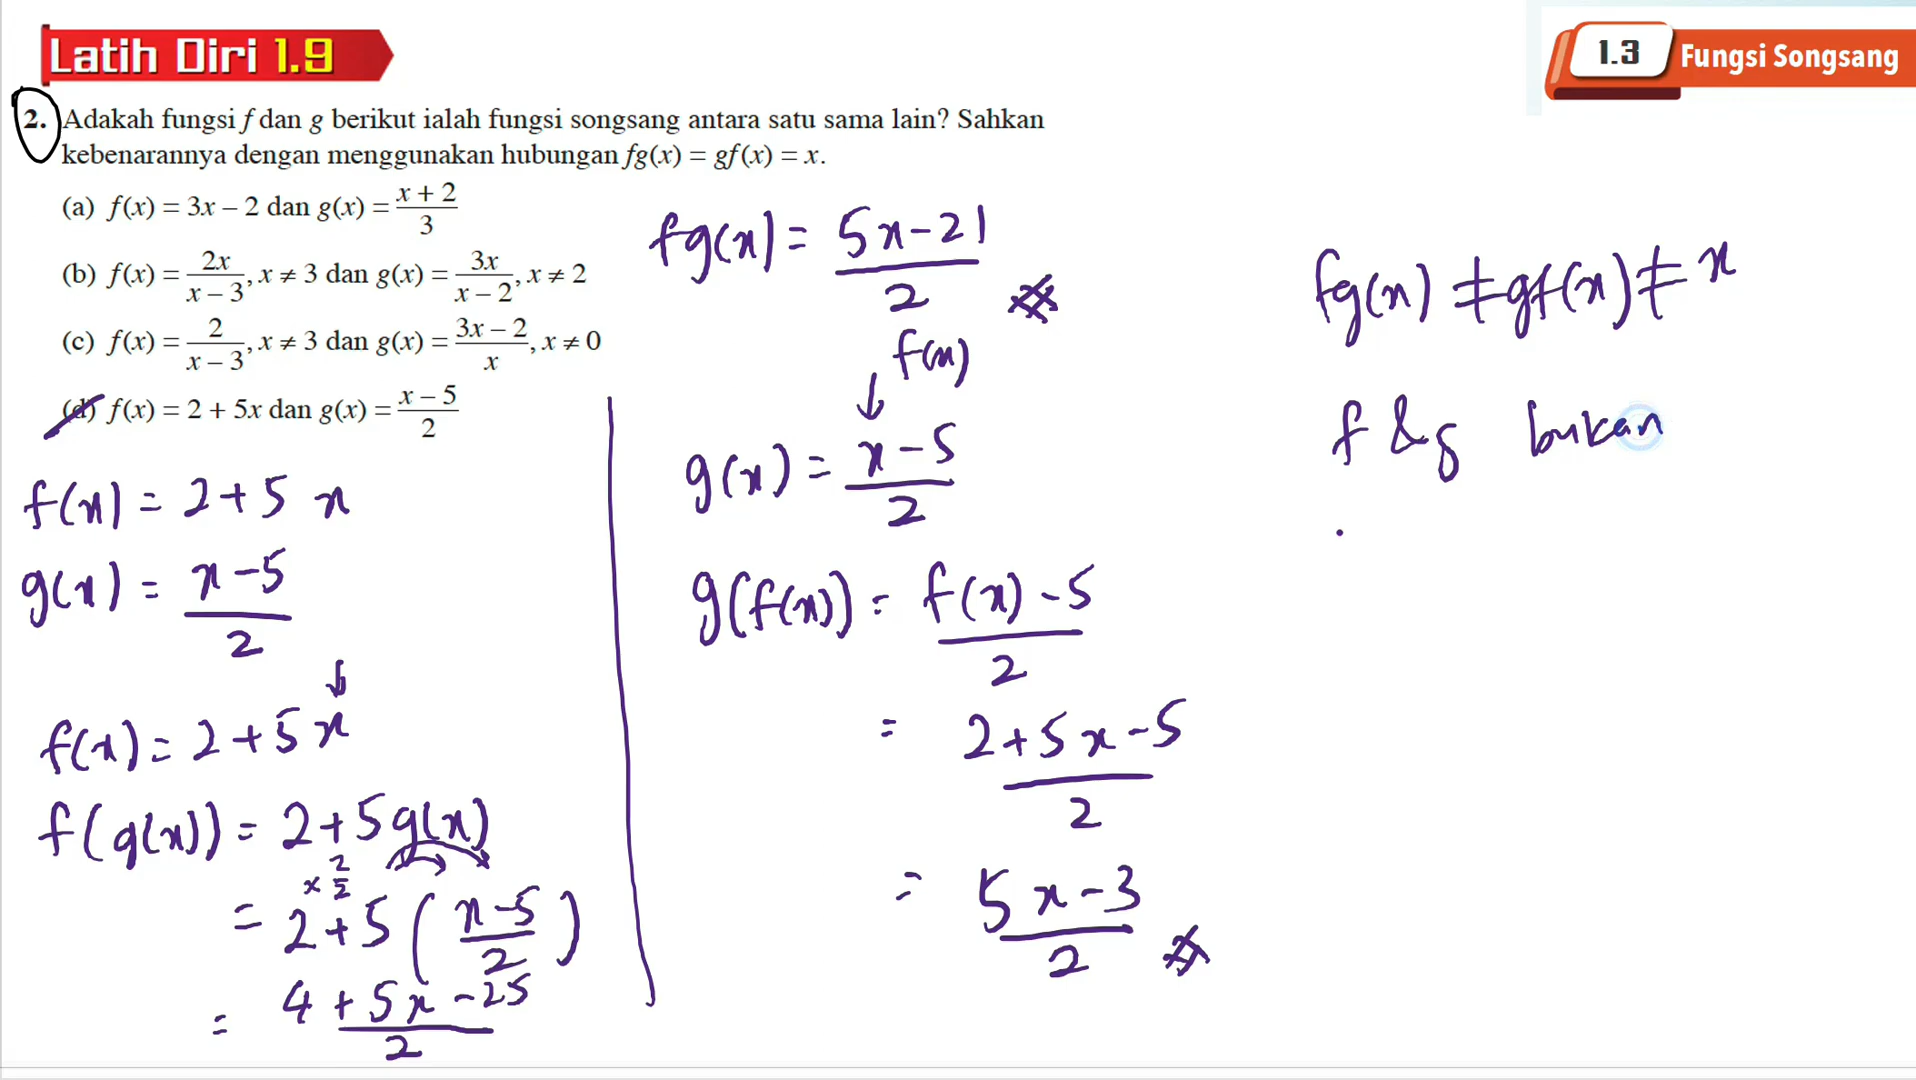 Latih Diri 1.9
1.3 Fungsi Songsang
2. Adakah fungsi f dan g berikut ialah fungsi songsang antara satu sama lain? Sahkan
kebenarannya dengan menggunakan hubungan fg(x) = gf(x) = x.
(a) f(x) = 3x – 2 dan g(x) = (x + 2)/3
(b) f(x) = 2x/(x – 3), x ≠ 3 dan g(x) = 3x/(x – 2), x ≠ 2
(c) f(x) = 2/(x – 3), x ≠ 3 dan g(x) = (3x – 2)/x, x ≠ 0
(d) f(x) = 2 + 5x dan g(x) = (x – 5)/2
f(x) = 2+5x
g(x) = (x-5)/2
f(x) = 2+5x
f(g(x)) = 2+5g(x)
× 2/2
= 2+5((x-5)/2)
= (4+5x-25)/2
fg(x) = (5x-21)/2
f(x)
g(x) = (x-5)/2
g(f(x)) = (f(x)-5)/2
= (2+5x-5)/2
= (5x-3)/2
fg(x) ≠ gf(x) ≠ x
f & g bukan